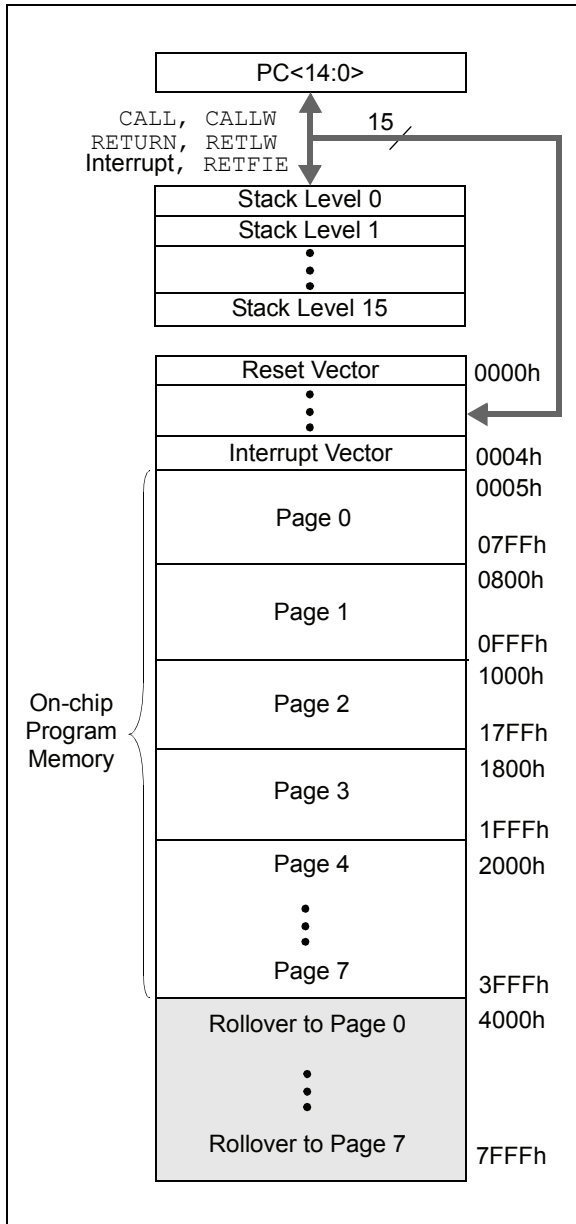 PC<14:0>
CALL, CALLW
RETURN, RETLW
Interrupt, RETFIE
15
Stack Level 0
Stack Level 1
Stack Level 15
Reset Vector
0000h
Interrupt Vector
0004h
0005h
Page 0
07FFh
0800h
Page 1
0FFFh
1000h
On-chip
Program
Memory
Page 2
17FFh
1800h
Page 3
1FFFh
Page 4
2000h
Page 7
3FFFh
Rollover to Page 0
4000h
Rollover to Page 7
7FFFh